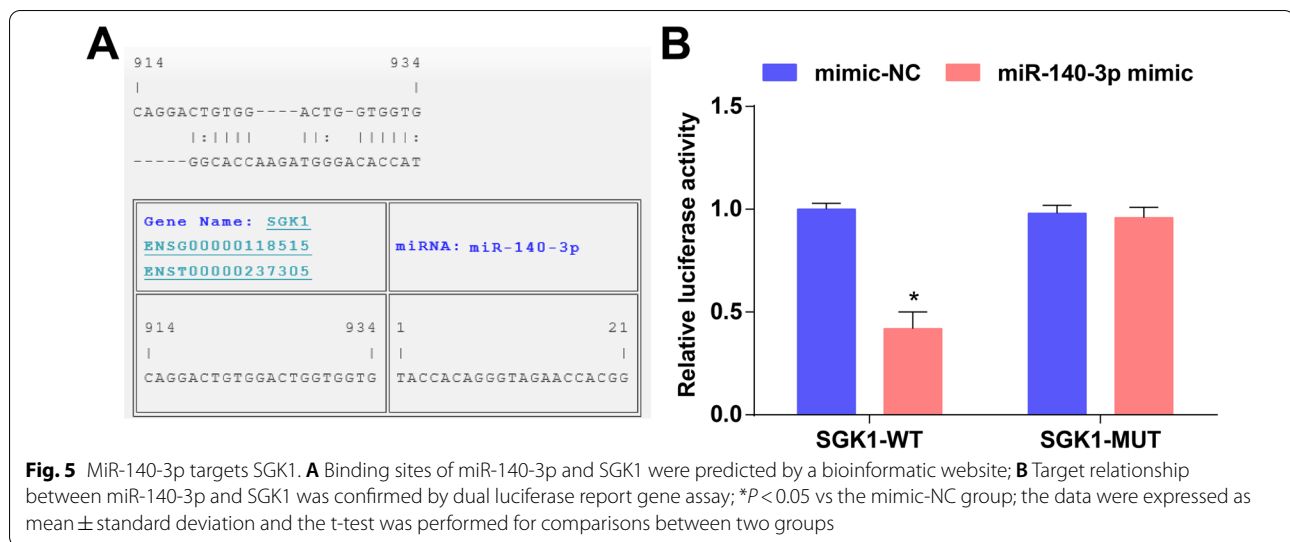 A
914 934
| |
CAGGACTGTGG----ACTG-GTGGTG
|:|||| ||: |||||:
-----GGCACCAAGATGGGACACCAT
Gene Name: SGK1
ENSG00000118515
ENST00000237305
miRNA: miR-140-3p
914 934
| |
CAGGACTGTGGACTGGTGGTG
1 21
| |
TACCACAGGGTAGAACCACGG
B
mimic-NC miR-140-3p mimic
Relative luciferase activity
1.5
1.0
0.5
0.0
*
SGK1-WT SGK1-MUT
Fig. 5 MiR-140-3p targets SGK1. A Binding sites of miR-140-3p and SGK1 were predicted by a bioinformatic website; B Target relationship
between miR-140-3p and SGK1 was confirmed by dual luciferase report gene assay; *P < 0.05 vs the mimic-NC group; the data were expressed as
mean ± standard deviation and the t-test was performed for comparisons between two groups